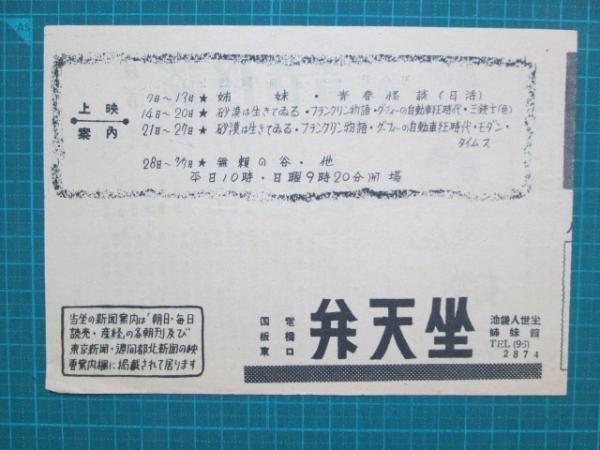 上映
案内
7日〜13日★ 姉妹・青春怪談(日活)
14日〜20日★ 砂漠は生きてゐる・フランクリン物語・グーフィーの自動車狂時代・三銃士(色)
21日〜27日★ 砂漠は生きてゐる・フランクリン物語・グーフィーの自動車狂時代・モダン・
タイムス
28日〜3/7日★ 無頼の谷・他
平日10時・日曜9時20分開場
当坐の新聞案内は「朝日・毎日
読売・産経」の各朝刊及び
東京新聞・週間都北新聞の映
画案内欄に掲載されて居ります
国電
板橋
東口
弁天坐
池袋人世坐
姉妹館
TEL(95)
2874